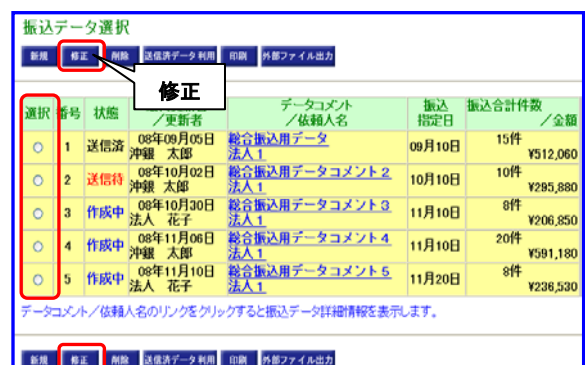 振込データ選択
新規 修正 削除 送信済データ利用 印刷 外部ファイル出力
修正
選択 番号 状態 ／更新者 データコメント／依頼人名 振込指定日 振込合計件数／金額
1 送信済 08年09月05日 沖銀 太郎 総合振込用データ 法人１ 09月10日 15件 ¥512,060
2 送信待 08年10月02日 沖銀 太郎 総合振込用データコメント２ 法人１ 10月10日 10件 ¥295,880
3 作成中 08年10月30日 法人 花子 総合振込用データコメント３ 法人１ 11月10日 8件 ¥206,850
4 作成中 08年11月06日 沖銀 太郎 総合振込用データコメント４ 法人１ 11月10日 20件 ¥591,180
5 作成中 08年11月10日 法人 花子 総合振込用データコメント５ 法人１ 11月20日 8件 ¥236,530
データコメント／依頼人名のリンクをクリックすると振込データ詳細情報を表示します。
新規 修正 削除 送信済データ利用 印刷 外部ファイル出力